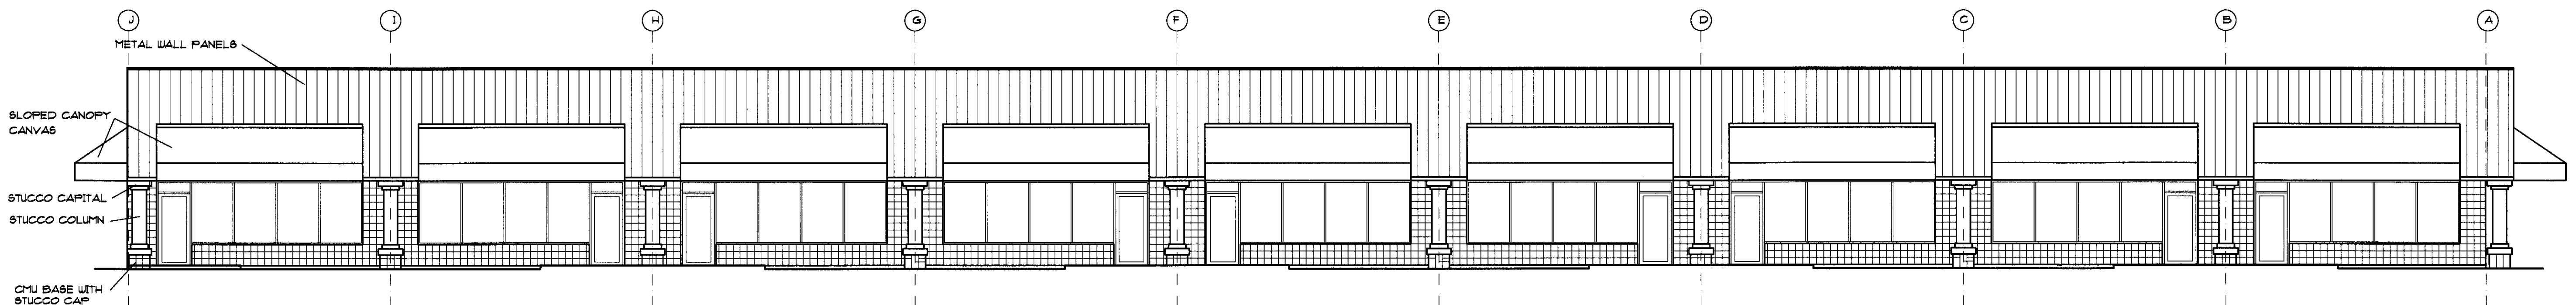 J I H G F E D C B A
METAL WALL PANELS
SLOPED CANOPY
CANVAS
STUCCO CAPITAL
STUCCO COLUMN
CMU BASE WITH
STUCCO CAP